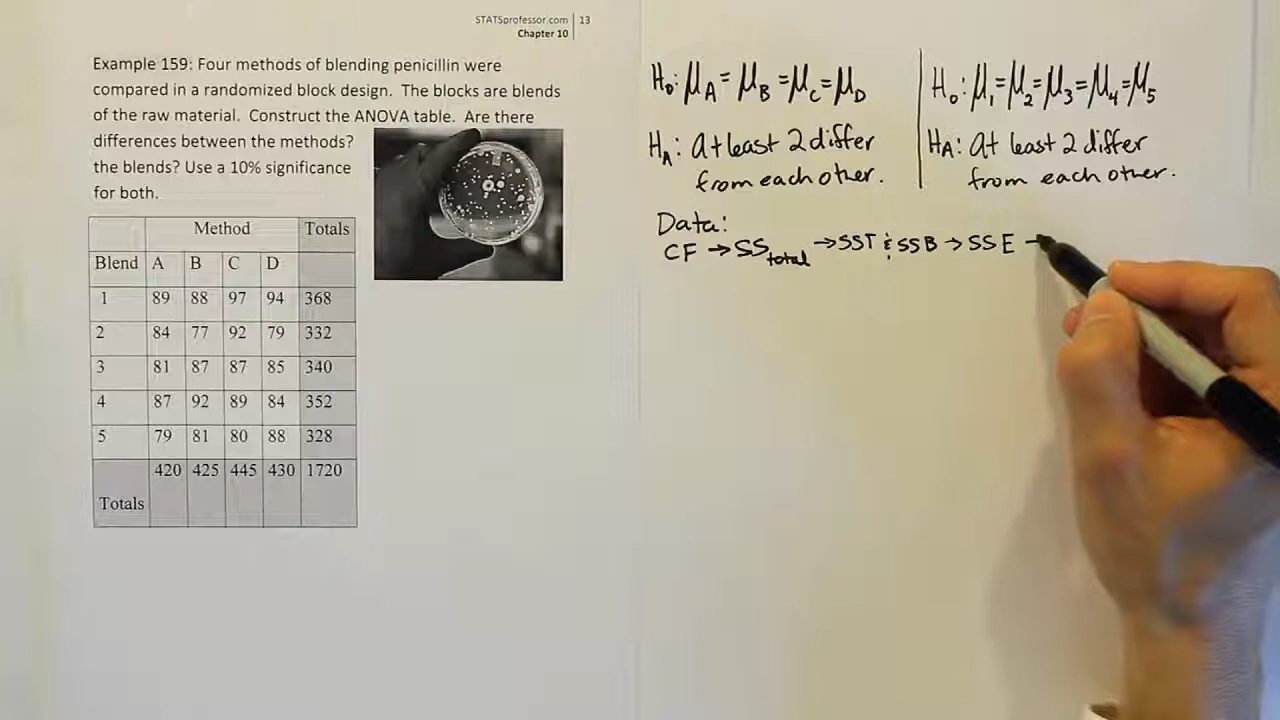 STATSprofessor.com 13
Chapter 10
Example 159: Four methods of blending penicillin were
compared in a randomized block design. The blocks are blends
of the raw material. Construct the ANOVA table. Are there
differences between the methods?
the blends? Use a 10% significance
for both.
Method Totals
Blend A B C D
1 89 88 97 94 368
2 84 77 92 79 332
3 81 87 87 85 340
4 87 92 89 84 352
5 79 81 80 88 328
420 425 445 430 1720
Totals
H₀: μA = μB = μC = μD
HA: At least 2 differ
from each other.
H₀: μ₁ = μ₂ = μ₃ = μ₄ = μ₅
HA: At least 2 differ
from each other.
Data:
CF → SStotal → SST & SSB → SSE →